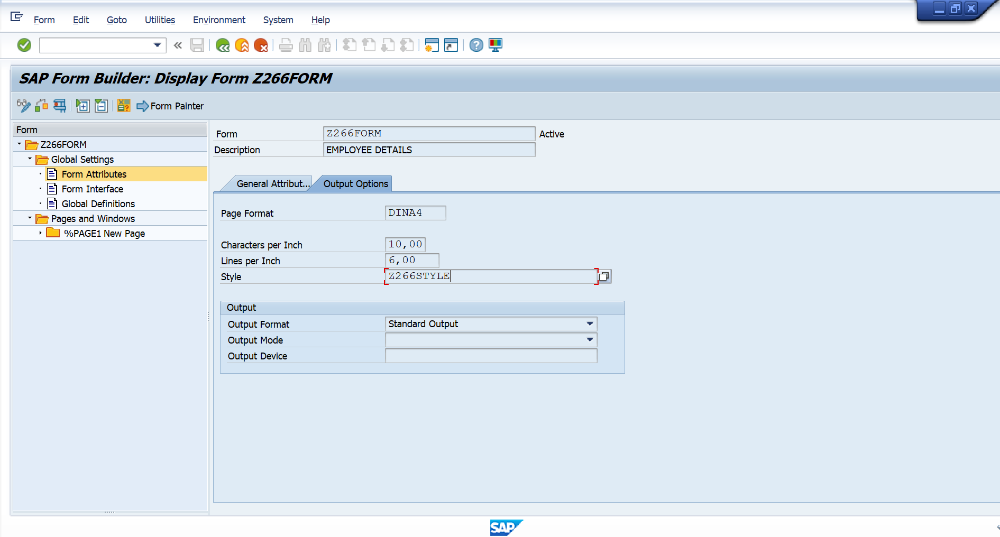 Form Edit Goto Utilities Environment System Help
SAP Form Builder: Display Form Z266FORM
Form Painter
Form
Z266FORM
Global Settings
Form Attributes
Form Interface
Global Definitions
Pages and Windows
%PAGE1 New Page
Form Z266FORM Active
Description EMPLOYEE DETAILS
General Attribut... Output Options
Page Format DINA4
Characters per Inch 10,00
Lines per Inch 6,00
Style Z266STYLE
Output
Output Format Standard Output
Output Mode
Output Device
SAP